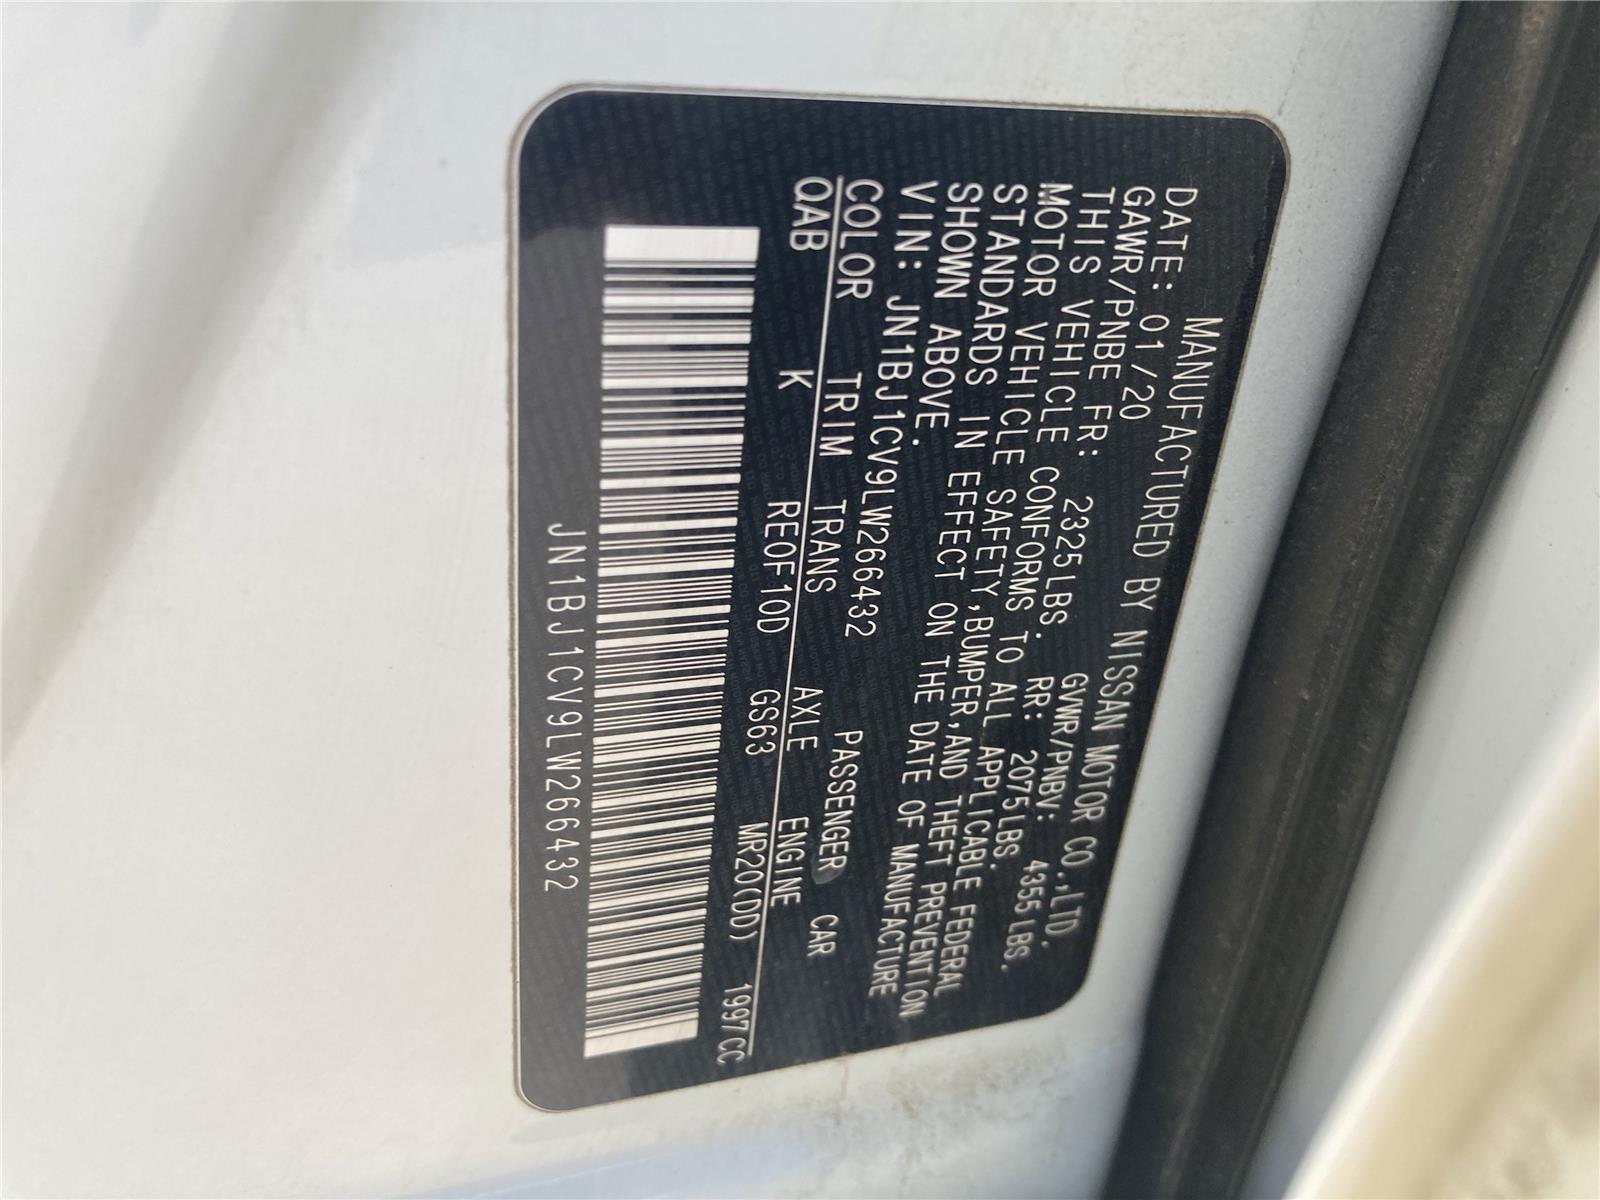 MANUFACTURED BY NISSAN MOTOR CO.,LTD.
DATE: 01/20 GVWR/PNBV: 4355LBS.
GAWR/PNBE FR: 2325LBS. RR: 2075LBS.
THIS VEHICLE CONFORMS TO ALL APPLICABLE FEDERAL
MOTOR VEHICLE SAFETY,BUMPER,AND THEFT PREVENTION
STANDARDS IN EFFECT ON THE DATE OF MANUFACTURE
SHOWN ABOVE.
VIN: JN1BJ1CV9LW266432 PASSENGER CAR
COLOR TRIM TRANS AXLE ENGINE
QAB K RE0F10D GS63 MR20(DD) 1997CC
JN1BJ1CV9LW266432